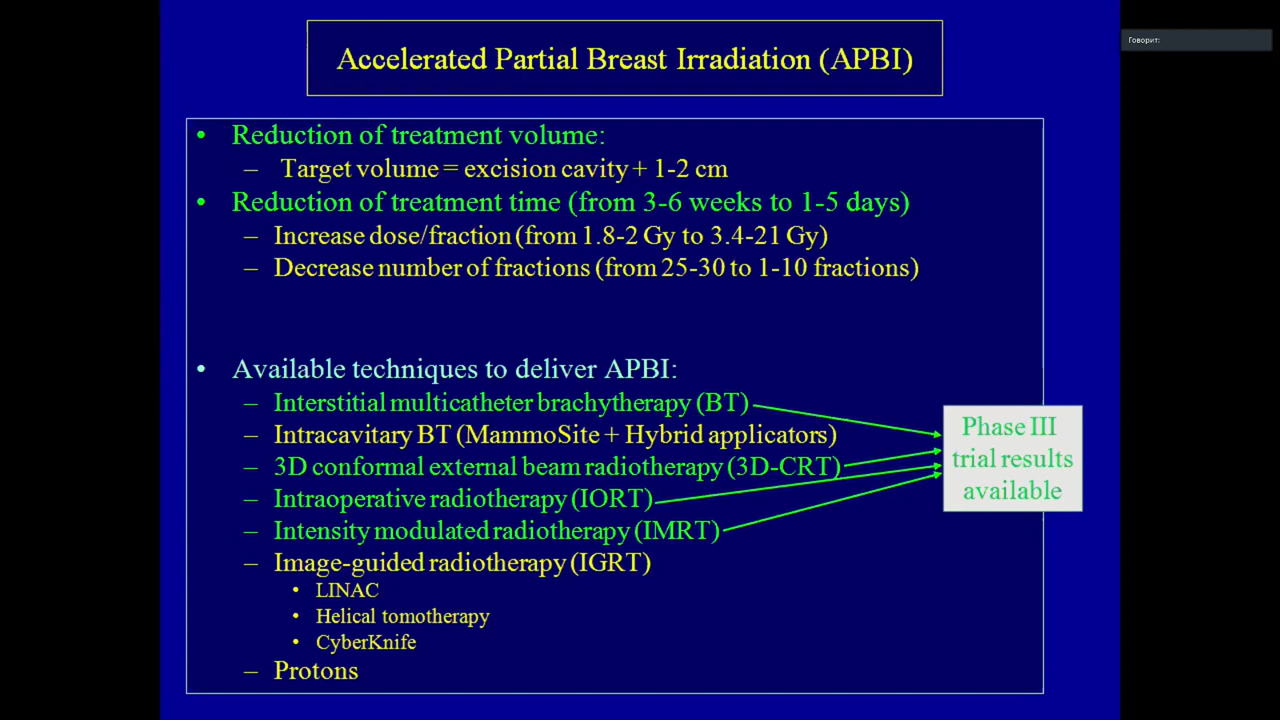 Accelerated Partial Breast Irradiation (APBI)
Говорит:
• Reduction of treatment volume:
– Target volume = excision cavity + 1-2 cm
• Reduction of treatment time (from 3-6 weeks to 1-5 days)
– Increase dose/fraction (from 1.8-2 Gy to 3.4-21 Gy)
– Decrease number of fractions (from 25-30 to 1-10 fractions)
• Available techniques to deliver APBI:
– Interstitial multicatheter brachytherapy (BT)
– Intracavitary BT (MammoSite + Hybrid applicators)
– 3D conformal external beam radiotherapy (3D-CRT)
– Intraoperative radiotherapy (IORT)
– Intensity modulated radiotherapy (IMRT)
– Image-guided radiotherapy (IGRT)
• LINAC
• Helical tomotherapy
• CyberKnife
– Protons
Phase III
trial results
available